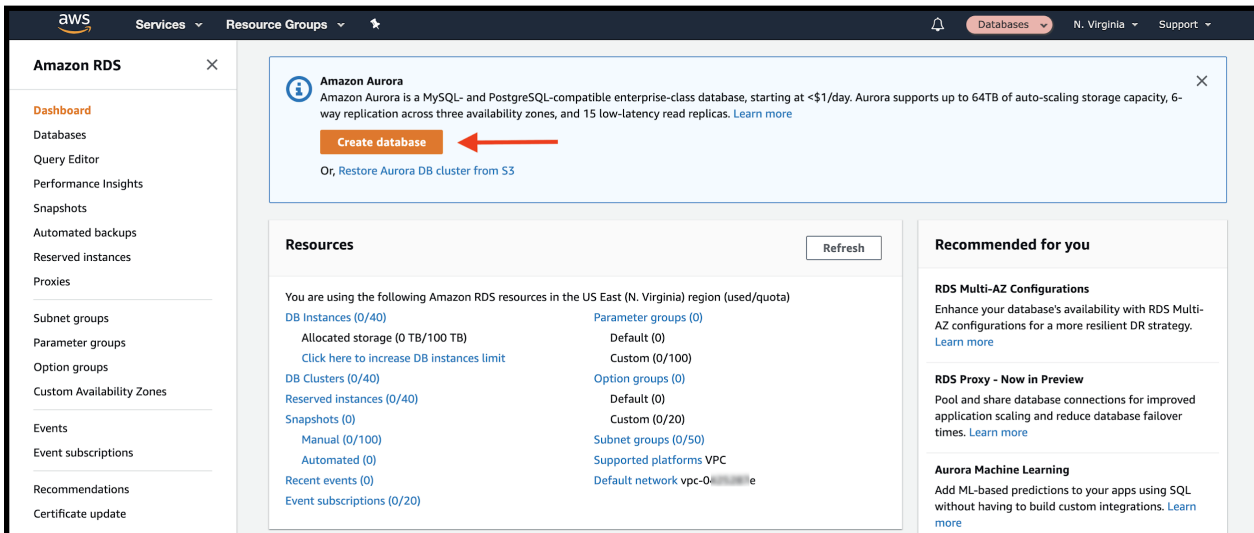 aws
Services
Resource Groups
Databases
N. Virginia
Support
Amazon RDS
Dashboard
Databases
Query Editor
Performance Insights
Snapshots
Automated backups
Reserved instances
Proxies
Subnet groups
Parameter groups
Option groups
Custom Availability Zones
Events
Event subscriptions
Recommendations
Certificate update
Amazon Aurora
Amazon Aurora is a MySQL- and PostgreSQL-compatible enterprise-class database, starting at <$1/day. Aurora supports up to 64TB of auto-scaling storage capacity, 6-
way replication across three availability zones, and 15 low-latency read replicas. Learn more
Create database
Or, Restore Aurora DB cluster from S3
Resources
Refresh
You are using the following Amazon RDS resources in the US East (N. Virginia) region (used/quota)
DB Instances (0/40)
Allocated storage (0 TB/100 TB)
Click here to increase DB instances limit
DB Clusters (0/40)
Reserved instances (0/40)
Snapshots (0)
Manual (0/100)
Automated (0)
Recent events (0)
Event subscriptions (0/20)
Parameter groups (0)
Default (0)
Custom (0/100)
Option groups (0)
Default (0)
Custom (0/20)
Subnet groups (0/50)
Supported platforms VPC
Default network
Recommended for you
RDS Multi-AZ Configurations
Enhance your database's availability with RDS Multi-
AZ configurations for a more resilient DR strategy.
Learn more
RDS Proxy - Now in Preview
Pool and share database connections for improved
application scaling and reduce database failover
times. Learn more
Aurora Machine Learning
Add ML-based predictions to your apps using SQL
without having to build custom integrations. Learn
more